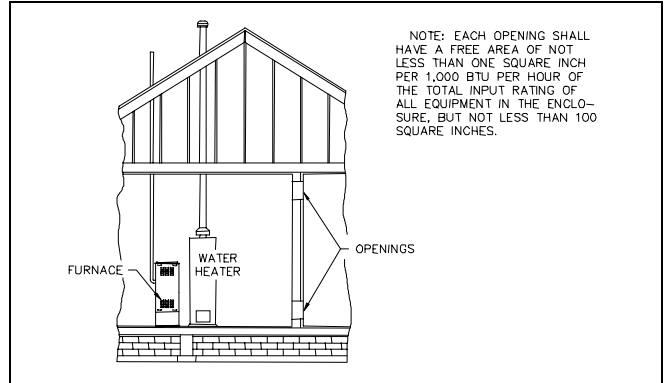 NOTE: EACH OPENING SHALL
HAVE A FREE AREA OF NOT
LESS THAN ONE SQUARE INCH
PER 1,000 BTU PER HOUR OF
THE TOTAL INPUT RATING OF
ALL EQUIPMENT IN THE ENCLO-
SURE, BUT NOT LESS THAN 100
SQUARE INCHES.
OPENINGS
WATER
HEATER
FURNACE